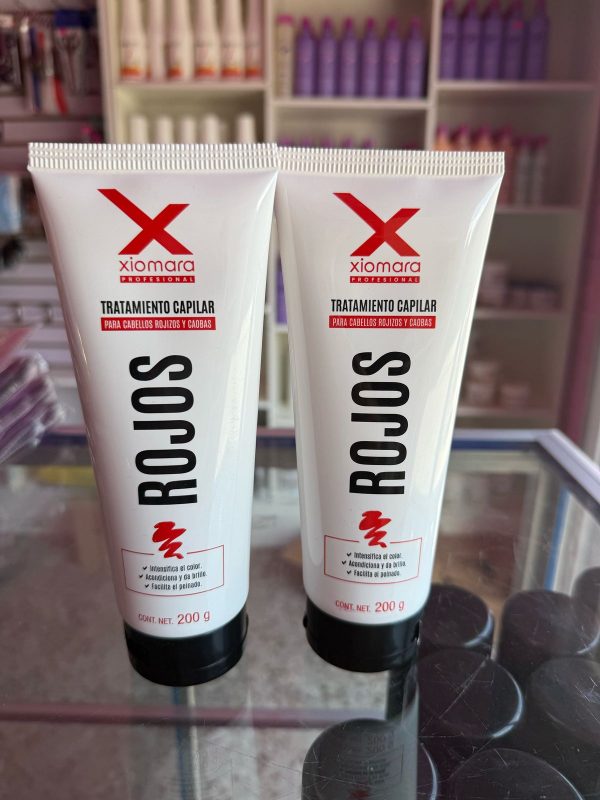 xiomara
PROFESIONAL
TRATAMIENTO CAPILAR
PARA CABELLOS ROJIZOS Y CAOBAS
ROJOS
✓ Intensifica el color.
✓ Acondiciona y da brillo.
✓ Facilita el peinado.
CONT. NET. 200 g
xiomara
PROFESIONAL
TRATAMIENTO CAPILAR
PARA CABELLOS ROJIZOS Y CAOBAS
ROJOS
✓ Intensifica el color.
✓ Acondiciona y da brillo.
✓ Facilita el peinado.
CONT. NET. 200 g